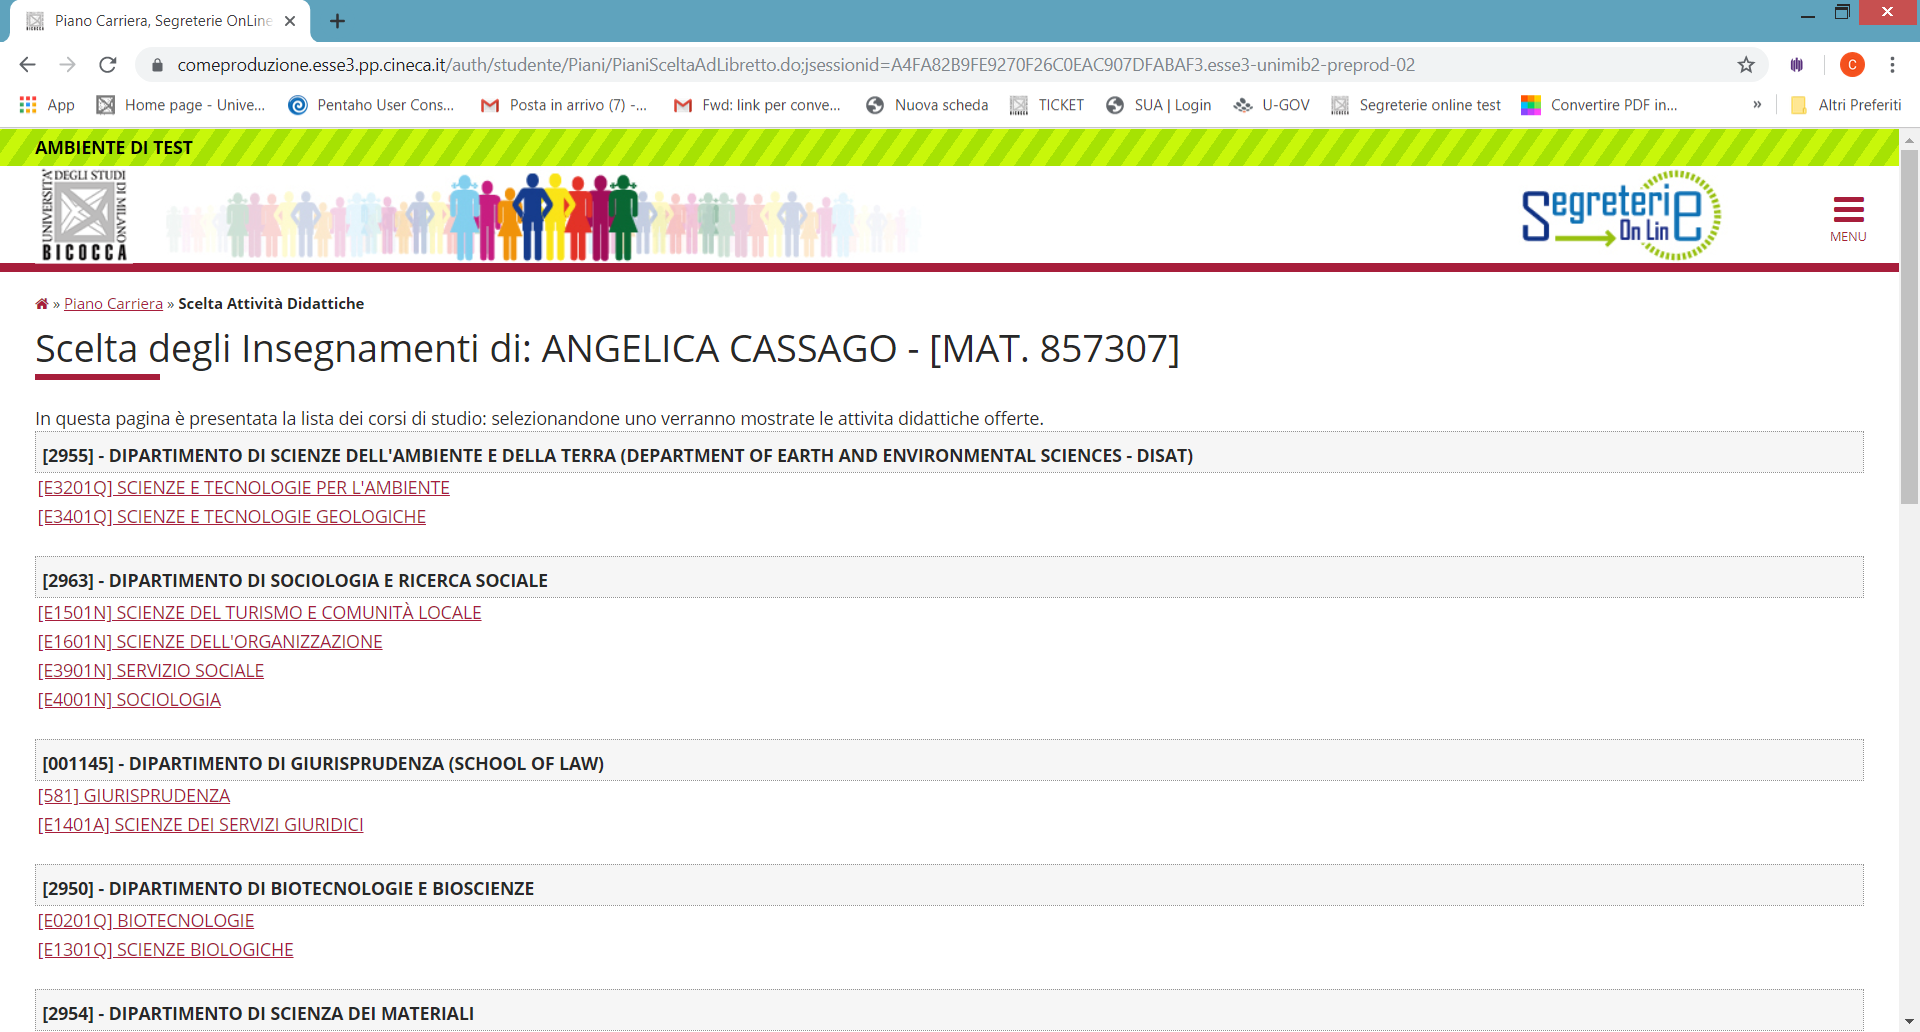 Piano Carriera, Segreterie OnLine
comeproduzione.esse3.pp.cineca.it/auth/studente/Piani/PianiSceltaAdLibretto.do;jsessionid=A4FA82B9FE9270F26C0EAC907DFABAF3.esse3-unimib2-preprod-02
C
App
Home page - Unive...
Pentaho User Cons...
Posta in arrivo (7) -...
Fwd: link per conve...
Nuova scheda
TICKET
SUA | Login
U-GOV
Segreterie online test
Convertire PDF in...
»
Altri Preferiti
AMBIENTE DI TEST
UNIVERSITA'
DEGLI STUDI
DI MILANO
BICOCCA
Segreterie
On Line
MENU
» Piano Carriera » Scelta Attività Didattiche
Scelta degli Insegnamenti di: ANGELICA CASSAGO - [MAT. 857307]
In questa pagina è presentata la lista dei corsi di studio: selezionandone uno verranno mostrate le attivita didattiche offerte.
[2955] - DIPARTIMENTO DI SCIENZE DELL'AMBIENTE E DELLA TERRA (DEPARTMENT OF EARTH AND ENVIRONMENTAL SCIENCES - DISAT)
[E3201Q] SCIENZE E TECNOLOGIE PER L'AMBIENTE
[E3401Q] SCIENZE E TECNOLOGIE GEOLOGICHE
[2963] - DIPARTIMENTO DI SOCIOLOGIA E RICERCA SOCIALE
[E1501N] SCIENZE DEL TURISMO E COMUNITÀ LOCALE
[E1601N] SCIENZE DELL'ORGANIZZAZIONE
[E3901N] SERVIZIO SOCIALE
[E4001N] SOCIOLOGIA
[001145] - DIPARTIMENTO DI GIURISPRUDENZA (SCHOOL OF LAW)
[581] GIURISPRUDENZA
[E1401A] SCIENZE DEI SERVIZI GIURIDICI
[2950] - DIPARTIMENTO DI BIOTECNOLOGIE E BIOSCIENZE
[E0201Q] BIOTECNOLOGIE
[E1301Q] SCIENZE BIOLOGICHE
[2954] - DIPARTIMENTO DI SCIENZA DEI MATERIALI